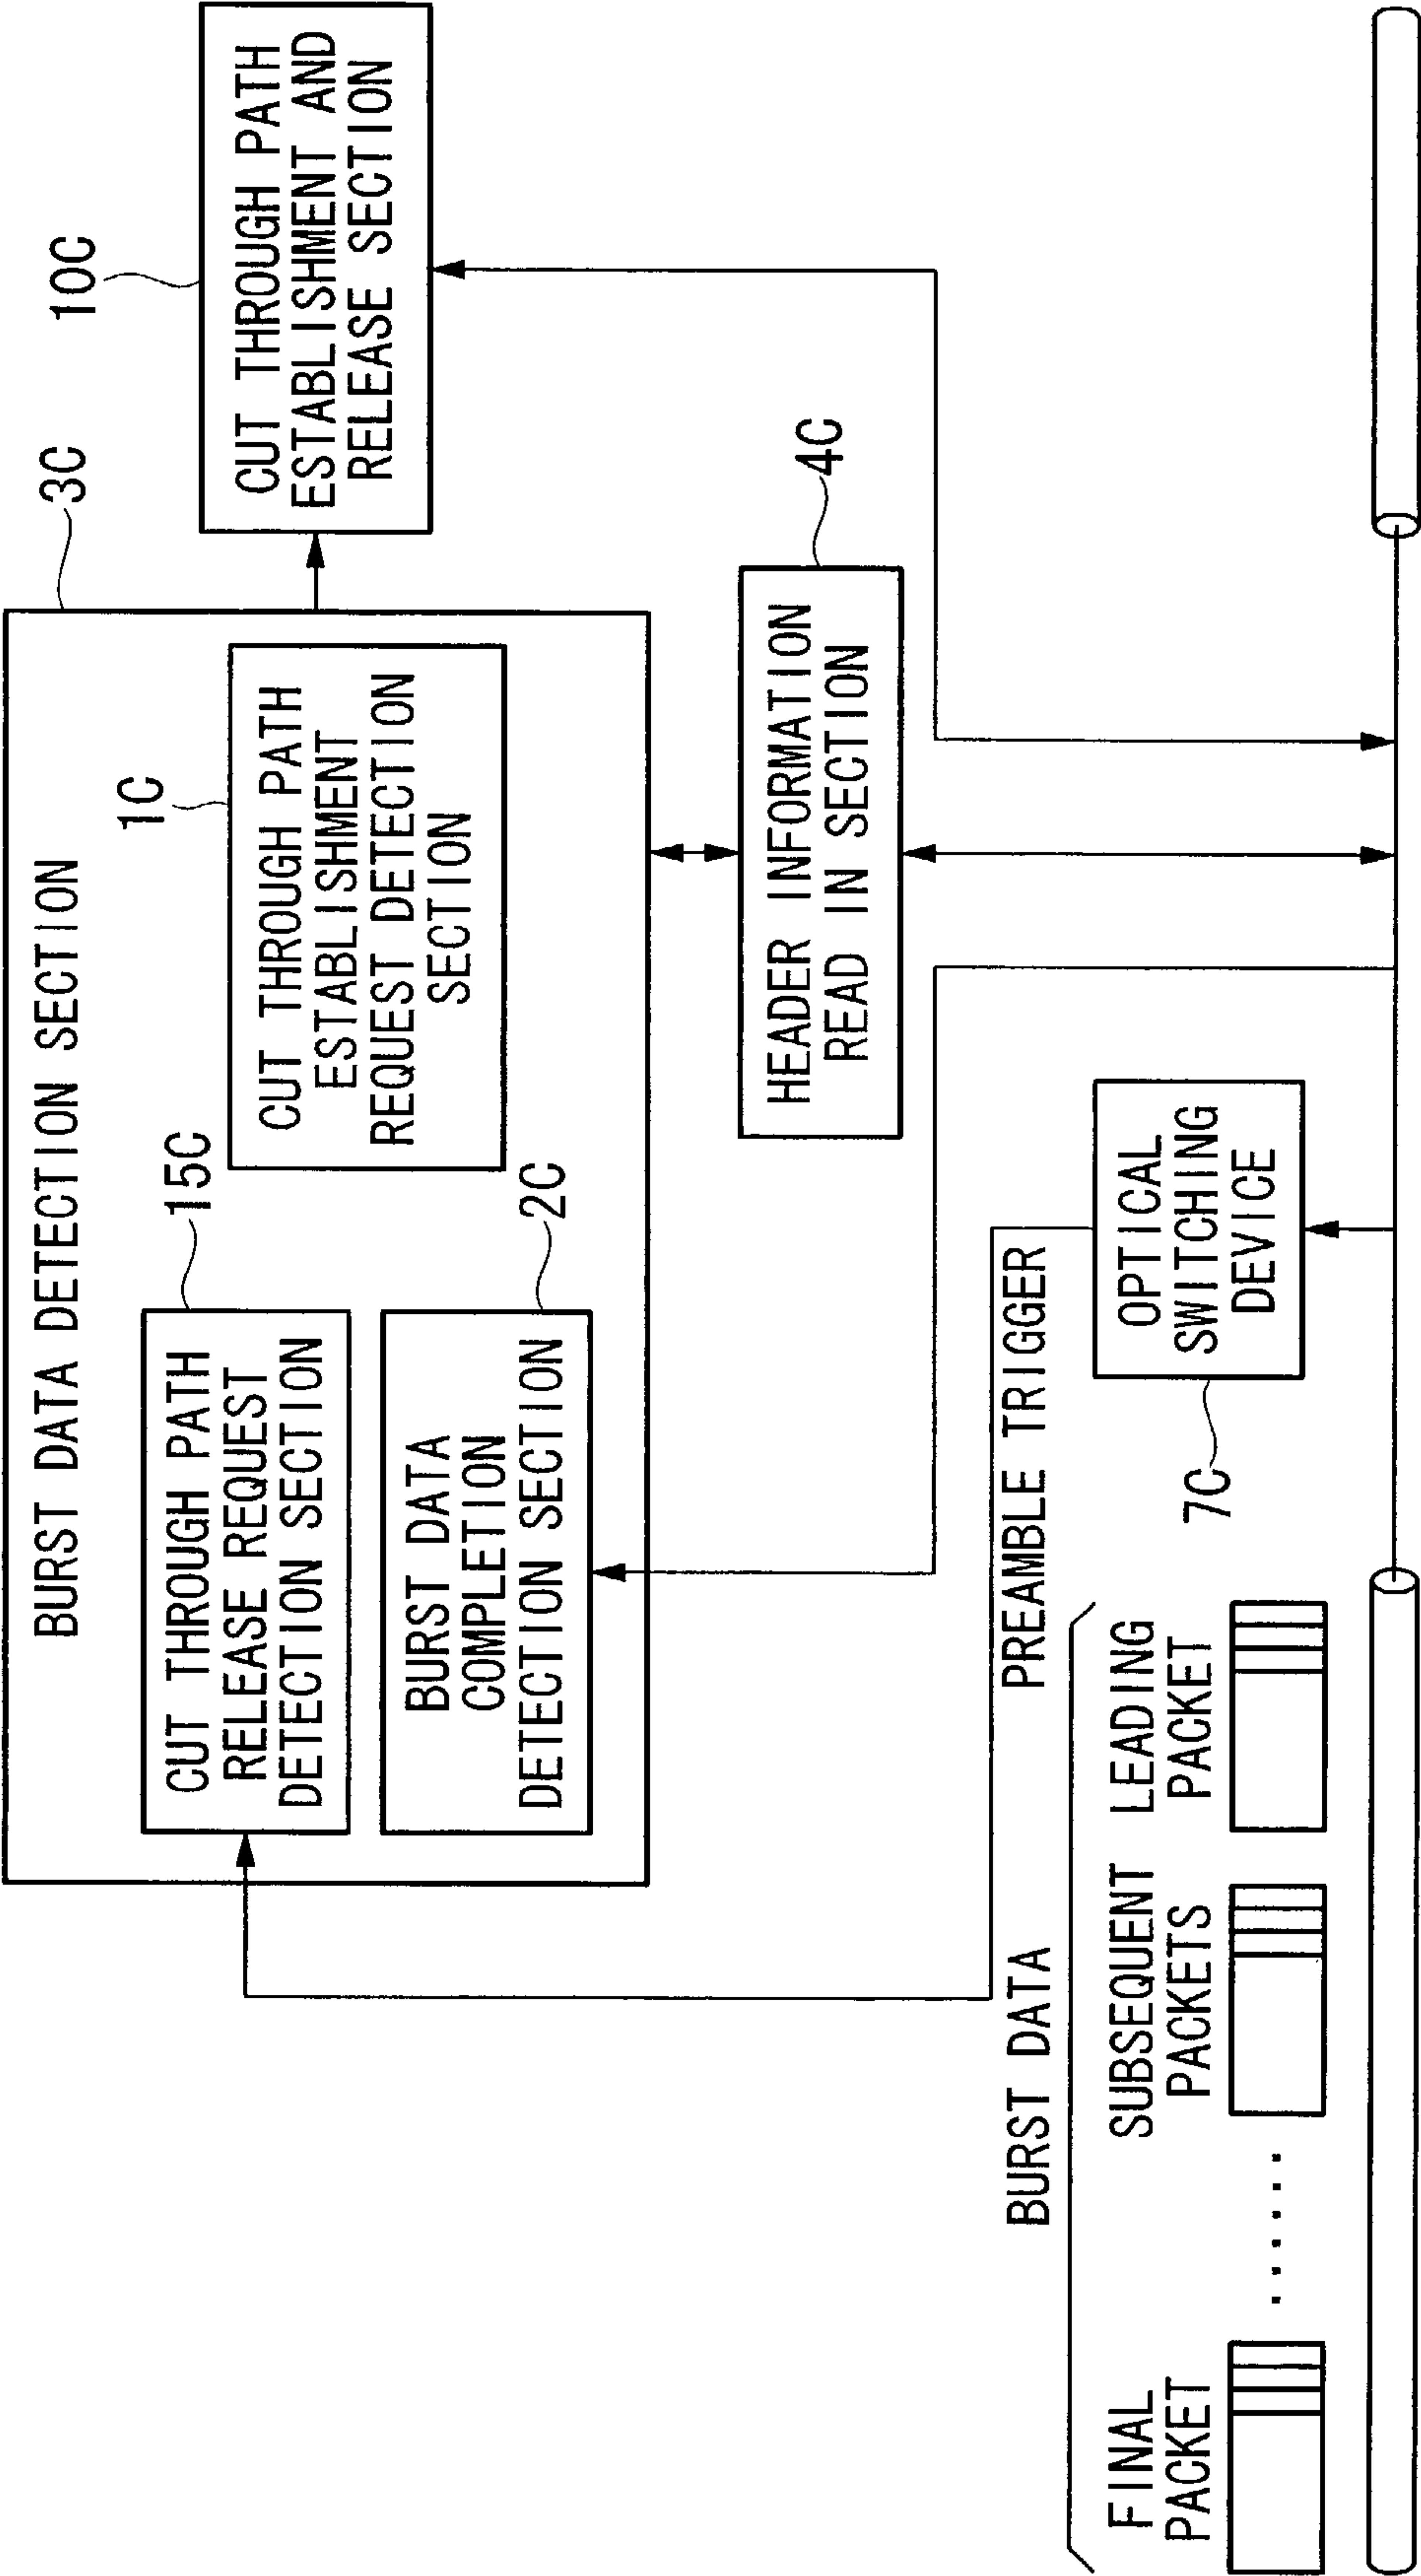 BURST DATA DETECTION SECTION
3C
10C
CUT THROUGH PATH
ESTABLISHMENT AND
RELEASE SECTION
15C
CUT THROUGH PATH
RELEASE REQUEST
DETECTION SECTION
1C
CUT THROUGH PATH
ESTABLISHMENT
REQUEST DETECTION
SECTION
2C
BURST DATA
COMPLETION
DETECTION SECTION
4C
HEADER INFORMATION
READ IN SECTION
PREAMBLE TRIGGER
OPTICAL
SWITCHING
DEVICE
7C
BURST DATA
FINAL
PACKET
......
SUBSEQUENT
PACKETS
LEADING
PACKET